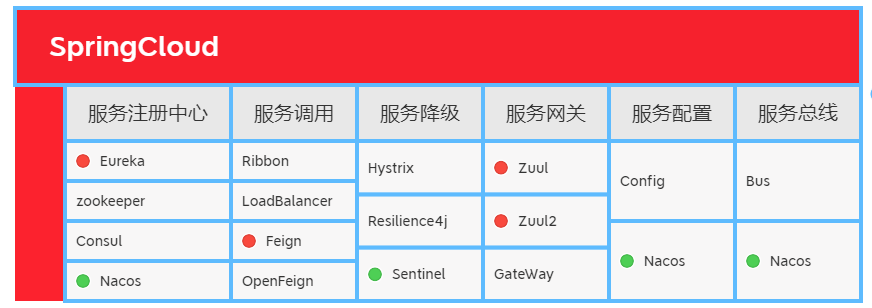 SpringCloud
服务注册中心
服务调用
服务降级
服务网关
服务配置
服务总线
Eureka
zookeeper
Consul
Nacos
Ribbon
LoadBalancer
Feign
OpenFeign
Hystrix
Resilience4j
Sentinel
Zuul
Zuul2
GateWay
Config
Nacos
Bus
Nacos